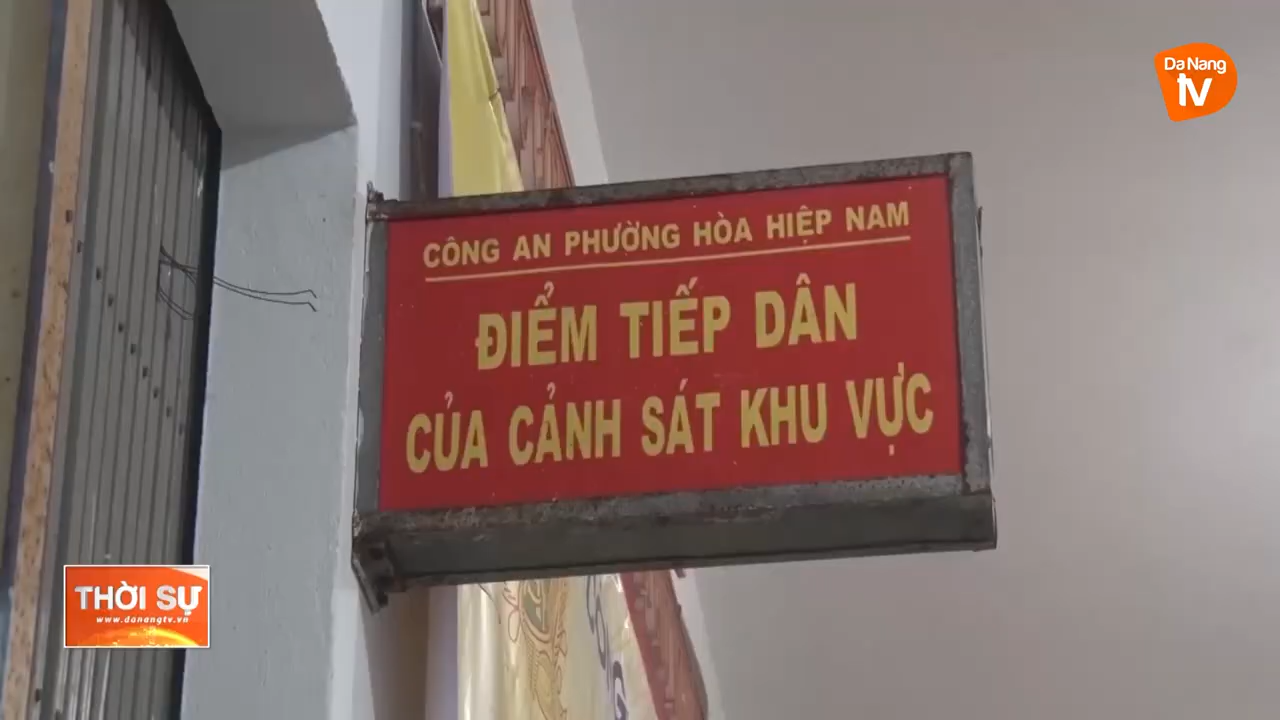 Da Nang
tv
CÔNG AN PHƯỜNG HÒA HIỆP NAM
ĐIỂM TIẾP DÂN
CỦA CẢNH SÁT KHU VỰC
THỜI SỰ
www.danangtv.vn